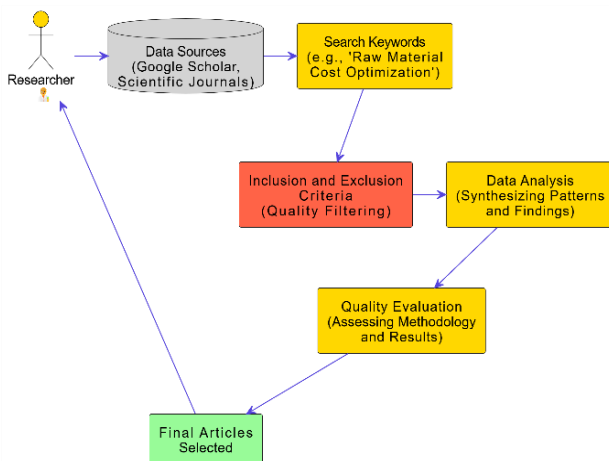 Researcher
Data Sources
(Google Scholar,
Scientific Journals)
Search Keywords
(e.g., 'Raw Material
Cost Optimization')
Inclusion and Exclusion
Criteria
(Quality Filtering)
Data Analysis
(Synthesizing Patterns
and Findings)
Quality Evaluation
(Assessing Methodology
and Results)
Final Articles
Selected